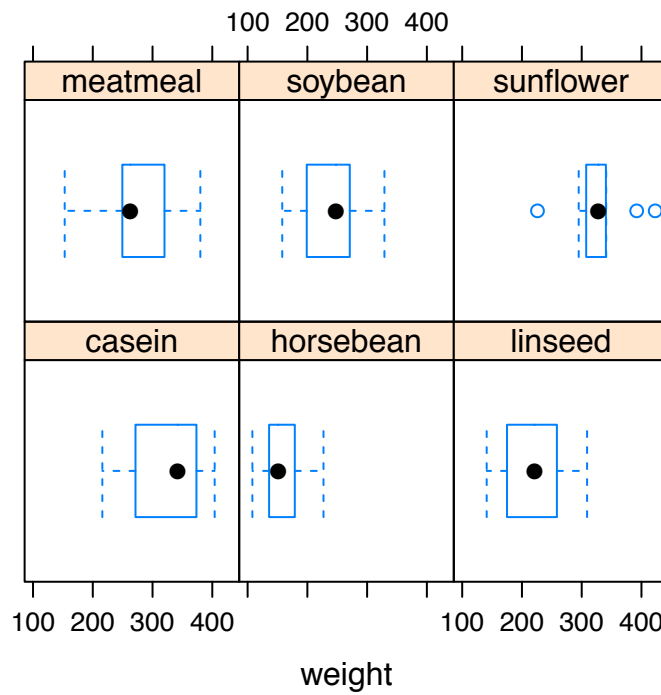 100 200 300 400
meatmeal soybean sunflower
casein horsebean linseed
100 200 300 400 100 200 300 400
weight